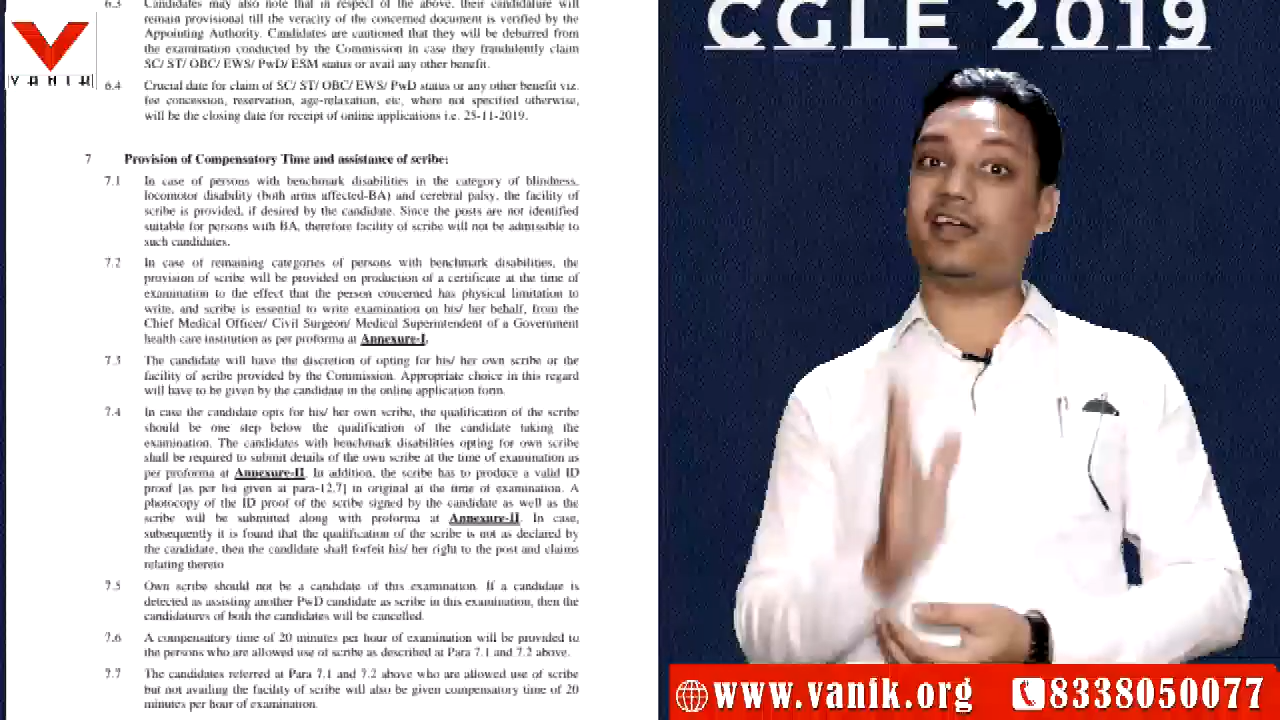 VANIK
6.3 Candidates may also note that in respect of the above, their candidature will
remain provisional till the veracity of the concerned document is verified by the
Appointing Authority. Candidates are cautioned that they will be debarred from
the examination conducted by the Commission in case they fraudulently claim
SC/ ST/ OBC/ EWS/ PwD/ ESM status or avail any other benefit.
6.4 Crucial date for claim of SC/ ST/ OBC/ EWS/ PwD status or any other benefit viz.
fee concession, reservation, age-relaxation, etc, where not specified otherwise,
will be the closing date for receipt of online applications i.e. 25-11-2019.
7 Provision of Compensatory Time and assistance of scribe:
7.1 In case of persons with benchmark disabilities in the category of blindness,
locomotor disability (both arms affected-BA) and cerebral palsy, the facility of
scribe is provided, if desired by the candidate. Since the posts are not identified
suitable for persons with BA, therefore facility of scribe will not be admissible to
such candidates.
7.2 In case of remaining categories of persons with benchmark disabilities, the
provision of scribe will be provided on production of a certificate at the time of
examination to the effect that the person concerned has physical limitation to
write, and scribe is essential to write examination on his/ her behalf, from the
Chief Medical Officer/ Civil Surgeon/ Medical Superintendent of a Government
health care institution as per proforma at Annexure-I.
7.3 The candidate will have the discretion of opting for his/ her own scribe or the
facility of scribe provided by the Commission. Appropriate choice in this regard
will have to be given by the candidate in the online application form.
7.4 In case the candidate opts for his/ her own scribe, the qualification of the scribe
should be one step below the qualification of the candidate taking the
examination. The candidates with benchmark disabilities opting for own scribe
shall be required to submit details of the own scribe at the time of examination as
per proforma at Annexure-II. In addition, the scribe has to produce a valid ID
proof [as per list given at para-12.7] in original at the time of examination. A
photocopy of the ID proof of the scribe signed by the candidate as well as the
scribe will be submitted along with proforma at Annexure-II. In case,
subsequently it is found that the qualification of the scribe is not as declared by
the candidate, then the candidate shall forfeit his/ her right to the post and claims
relating thereto
7.5 Own scribe should not be a candidate of this examination. If a candidate is
detected as assisting another PwD candidate as scribe in this examination, then the
candidatures of both the candidates will be cancelled.
7.6 A compensatory time of 20 minutes per hour of examination will be provided to
the persons who are allowed use of scribe as described at Para 7.1 and 7.2 above.
7.7 The candidates referred at Para 7.1 and 7.2 above who are allowed use of scribe
but not availing the facility of scribe will also be given compensatory time of 20
minutes per hour of examination.
CGLE 2019
www.vanik.org 8338050077